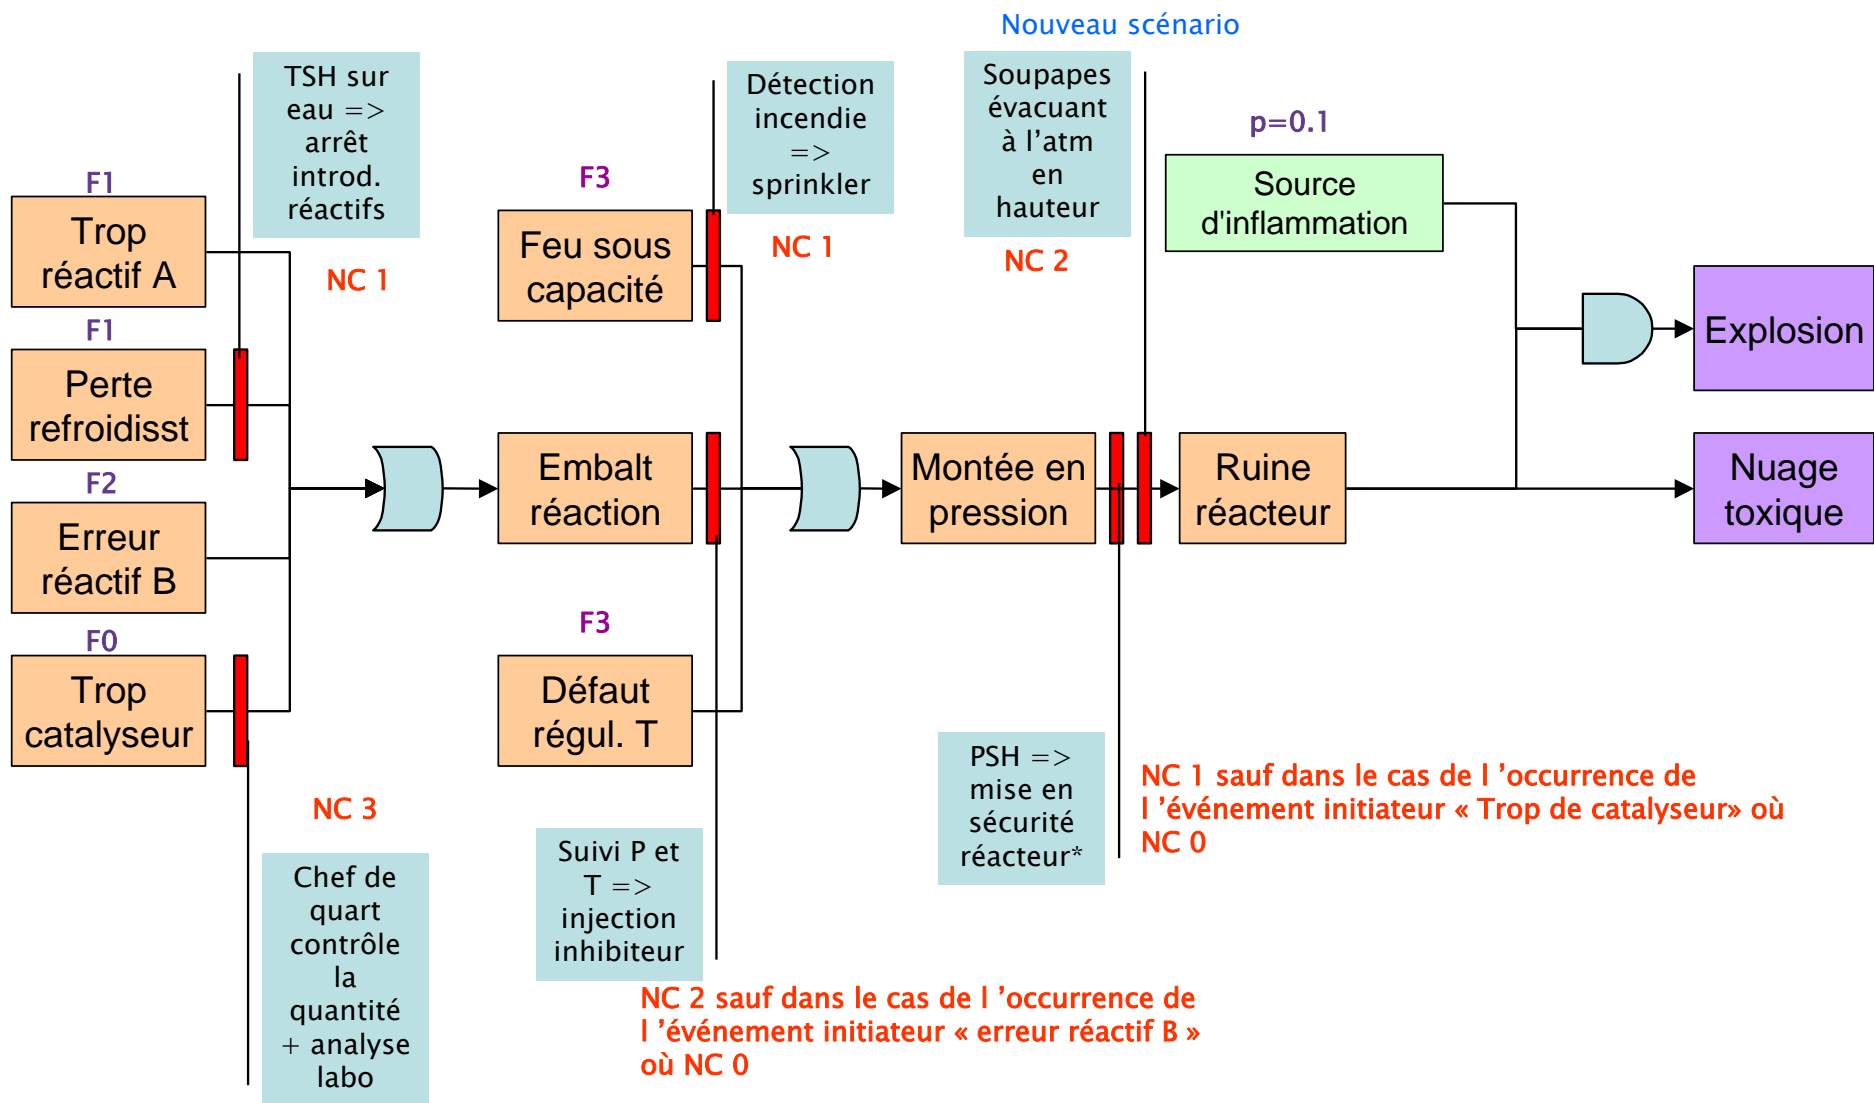 Nouveau scénario
TSH sur
eau =>
arrêt
introd.
réactifs
NC 1
Détection
incendie
=>
sprinkler
NC 1
Soupapes
évacuant
à l’atm
en
hauteur
NC 2
p=0.1
Source
d'inflammation
F1
Trop
réactif A
F3
Feu sous
capacité
Explosion
F1
Perte
refroidisst
F2
Erreur
réactif B
Embalt
réaction
Montée en
pression
Ruine
réacteur
Nuage
toxique
F0
Trop
catalyseur
F3
Défaut
régul. T
NC 3
Chef de
quart
contrôle
la
quantité
+ analyse
labo
Suivi P et
T =>
injection
inhibiteur
NC 2 sauf dans le cas de l ’occurrence de
l ’événement initiateur « erreur réactif B »
où NC 0
PSH =>
mise en
sécurité
réacteur*
NC 1 sauf dans le cas de l ’occurrence de
l ’événement initiateur « Trop de catalyseur» où
NC 0